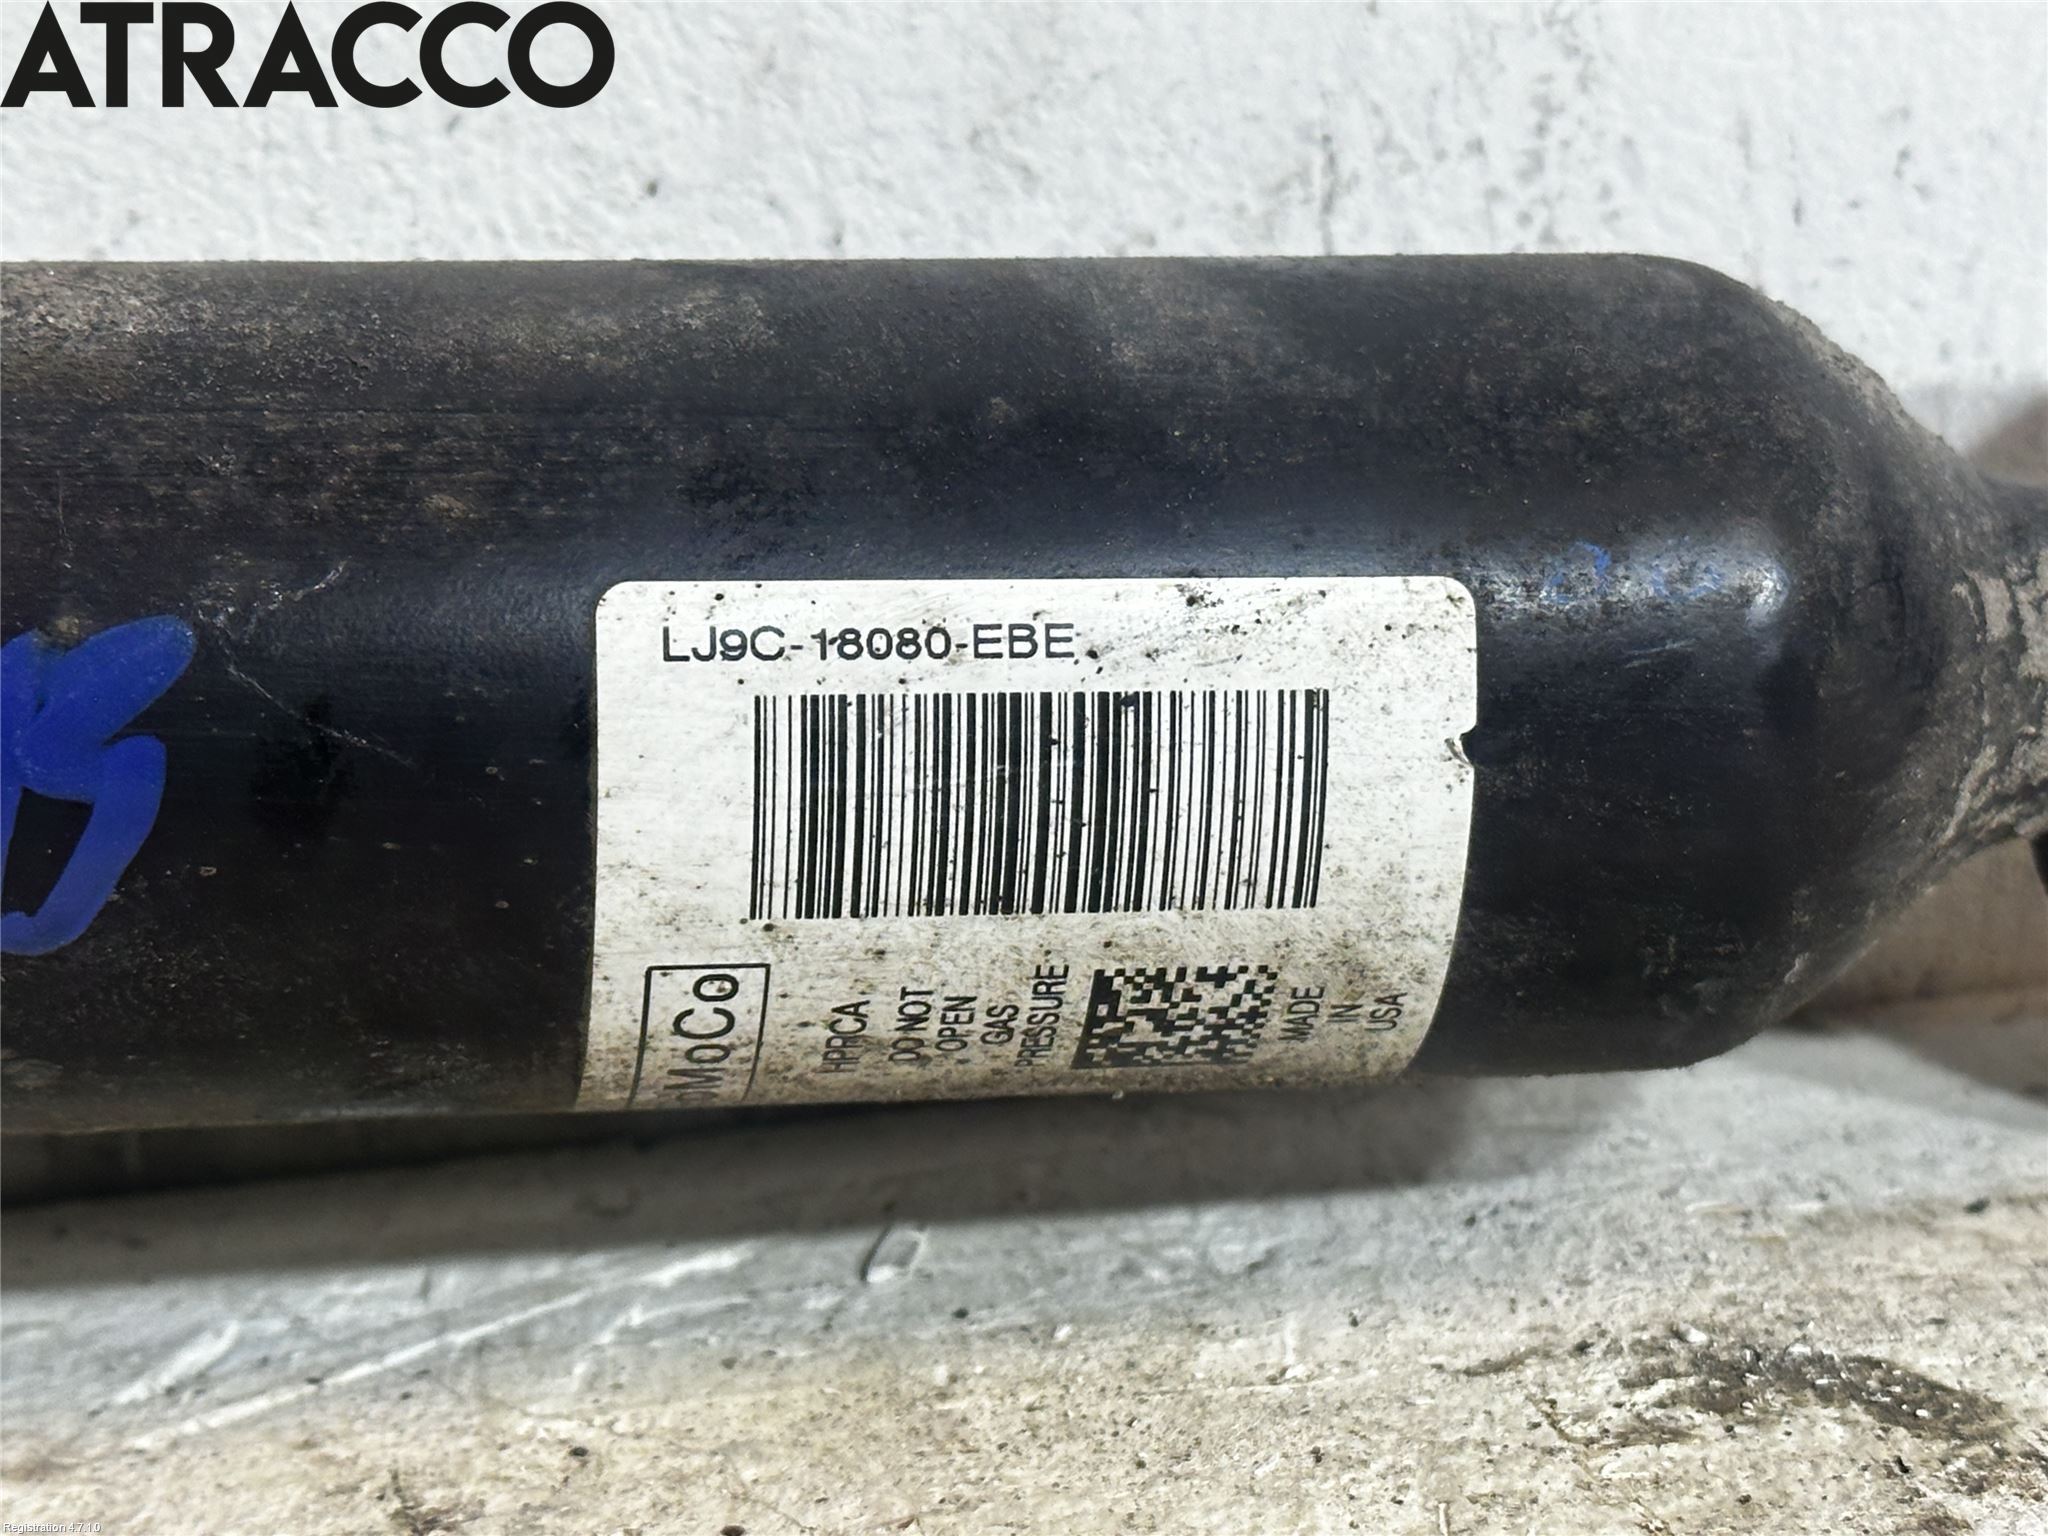 ATRACCO
LJ9C-18080-EBE
MoCo
HPRCA
DO NOT
OPEN
GAS
PRESSURE
MADE
IN
USA
Registration 4.7.1.0